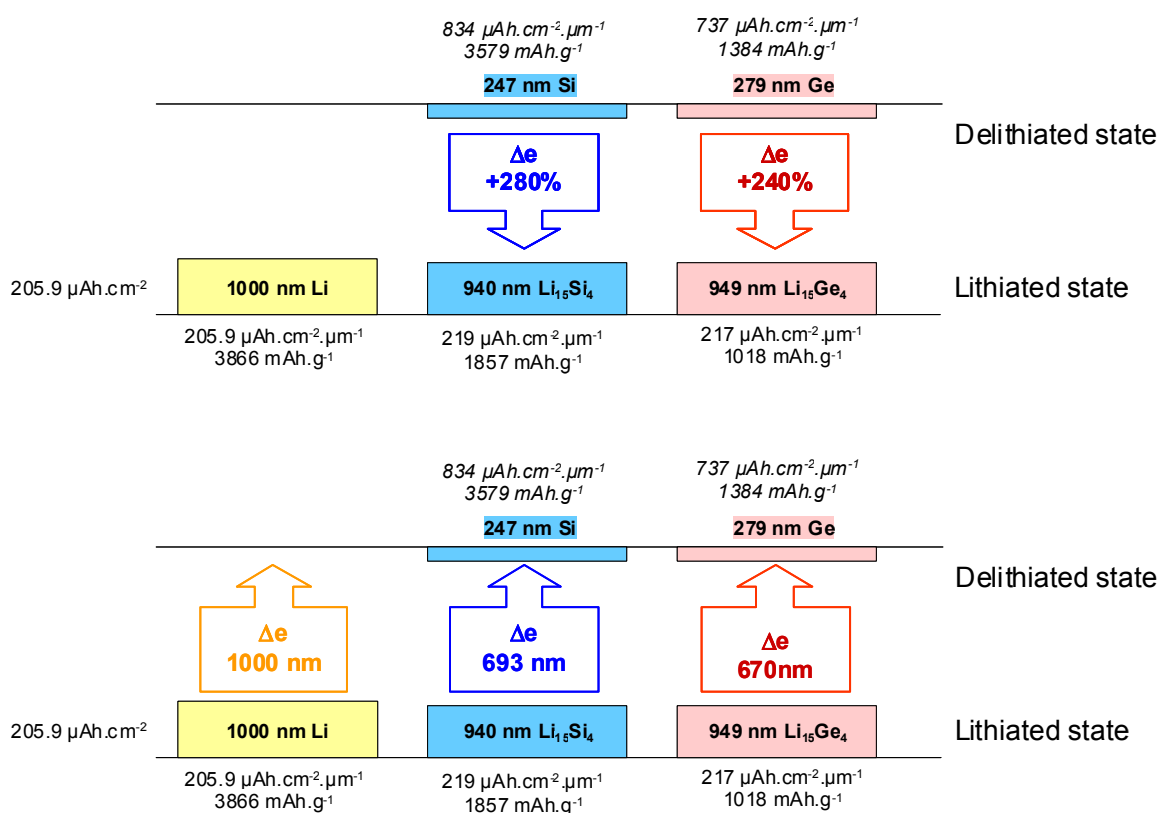 834 µAh.cm⁻².µm⁻¹
3579 mAh.g⁻¹
737 µAh.cm⁻².µm⁻¹
1384 mAh.g⁻¹
247 nm Si
279 nm Ge
Delithiated state
Δe
+280%
Δe
+240%
205.9 µAh.cm⁻²
1000 nm Li
940 nm Li₁₅Si₄
949 nm Li₁₅Ge₄
Lithiated state
205.9 µAh.cm⁻².µm⁻¹
3866 mAh.g⁻¹
219 µAh.cm⁻².µm⁻¹
1857 mAh.g⁻¹
217 µAh.cm⁻².µm⁻¹
1018 mAh.g⁻¹
834 µAh.cm⁻².µm⁻¹
3579 mAh.g⁻¹
737 µAh.cm⁻².µm⁻¹
1384 mAh.g⁻¹
247 nm Si
279 nm Ge
Delithiated state
Δe
1000 nm
Δe
693 nm
Δe
670nm
205.9 µAh.cm⁻²
1000 nm Li
940 nm Li₁₅Si₄
949 nm Li₁₅Ge₄
Lithiated state
205.9 µAh.cm⁻².µm⁻¹
3866 mAh.g⁻¹
219 µAh.cm⁻².µm⁻¹
1857 mAh.g⁻¹
217 µAh.cm⁻².µm⁻¹
1018 mAh.g⁻¹